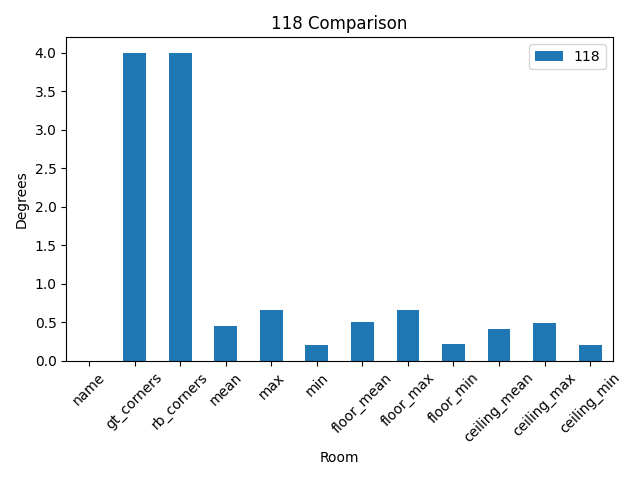 118 Comparison
118
4.0
3.5
3.0
2.5
2.0
1.5
1.0
0.5
0.0
Degrees
name
gt_corners
rb_corners
mean
max
min
floor_mean
floor_max
floor_min
ceiling_mean
ceiling_max
ceiling_min
Room